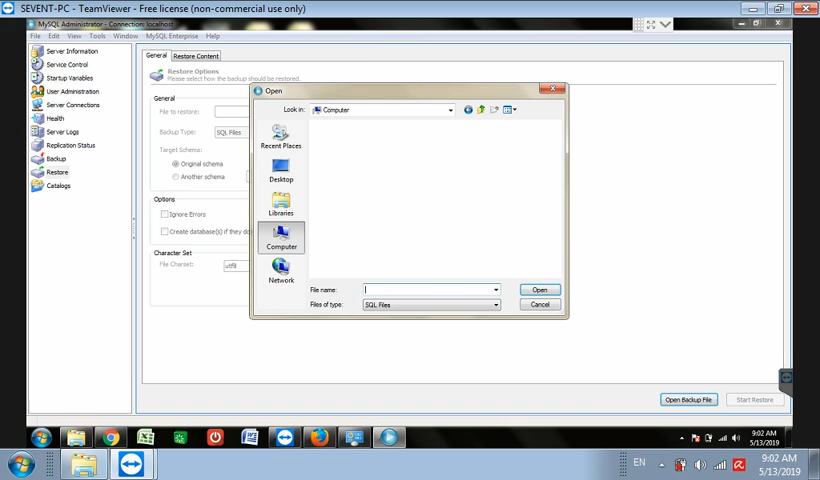 SEVENT-PC - TeamViewer - Free license (non-commercial use only)
MySQL Administrator - Connection: localhost
File Edit View Tools Window MySQL Enterprise Help
Server Information
Service Control
Startup Variables
User Administration
Server Connections
Health
Server Logs
Replication Status
Backup
Restore
Catalogs
General Restore Content
Restore Options
Please select how the backup should be restored.
General
File to restore:
Backup Type: SQL Files
Target Schema:
Original schema
Another schema
Options
Ignore Errors
Create database(s) if they do
Character Set
File Charset: utf8
Open
Look in: Computer
Recent Places
Desktop
Libraries
Computer
Network
File name:
Open
Files of type: SQL Files
Cancel
Open Backup File
Start Restore
9:02 AM
5/13/2019
EN
9:02 AM
5/13/2019